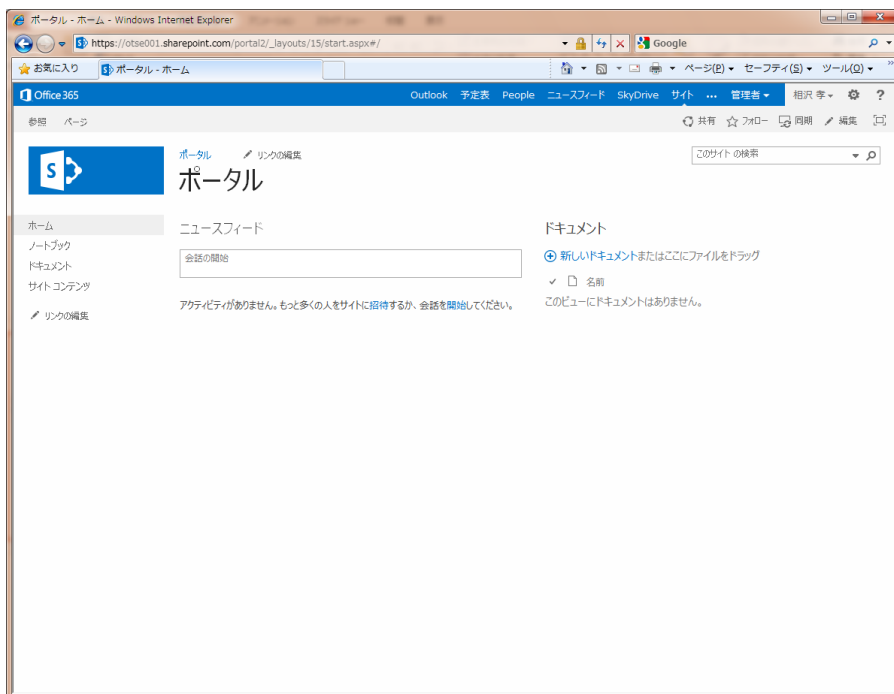 ポータル - ホーム - Windows Internet Explorer
https://otse001.sharepoint.com/portal2/_layouts/15/start.aspx#/
Google
お気に入り
ポータル - ホーム
ページ(P)
セーフティ(S)
ツール(O)
»
Office 365
Outlook 予定表 People ニュースフィード SkyDrive サイト ... 管理者 相沢 孝 ?
参照 ページ
共有 フォロー 同期 編集
S
ポータル リンクの編集
このサイト の検索
ポータル
ホーム
ノートブック
ドキュメント
サイト コンテンツ
リンクの編集
ニュースフィード
会話の開始
アクティビティがありません。もっと多くの人をサイトに招待するか、会話を開始してください。
ドキュメント
新しいドキュメントまたはここにファイルをドラッグ
名前
このビューにドキュメントはありません。